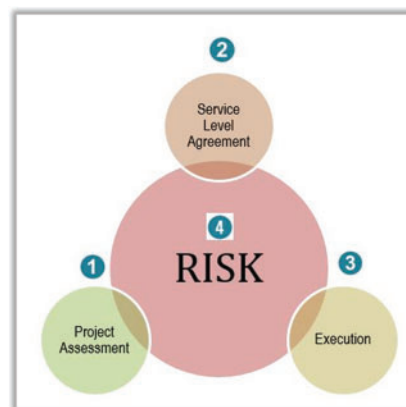 2
Service
Level
Agreement
4
RISK
1
3
Project
Assessment
Execution